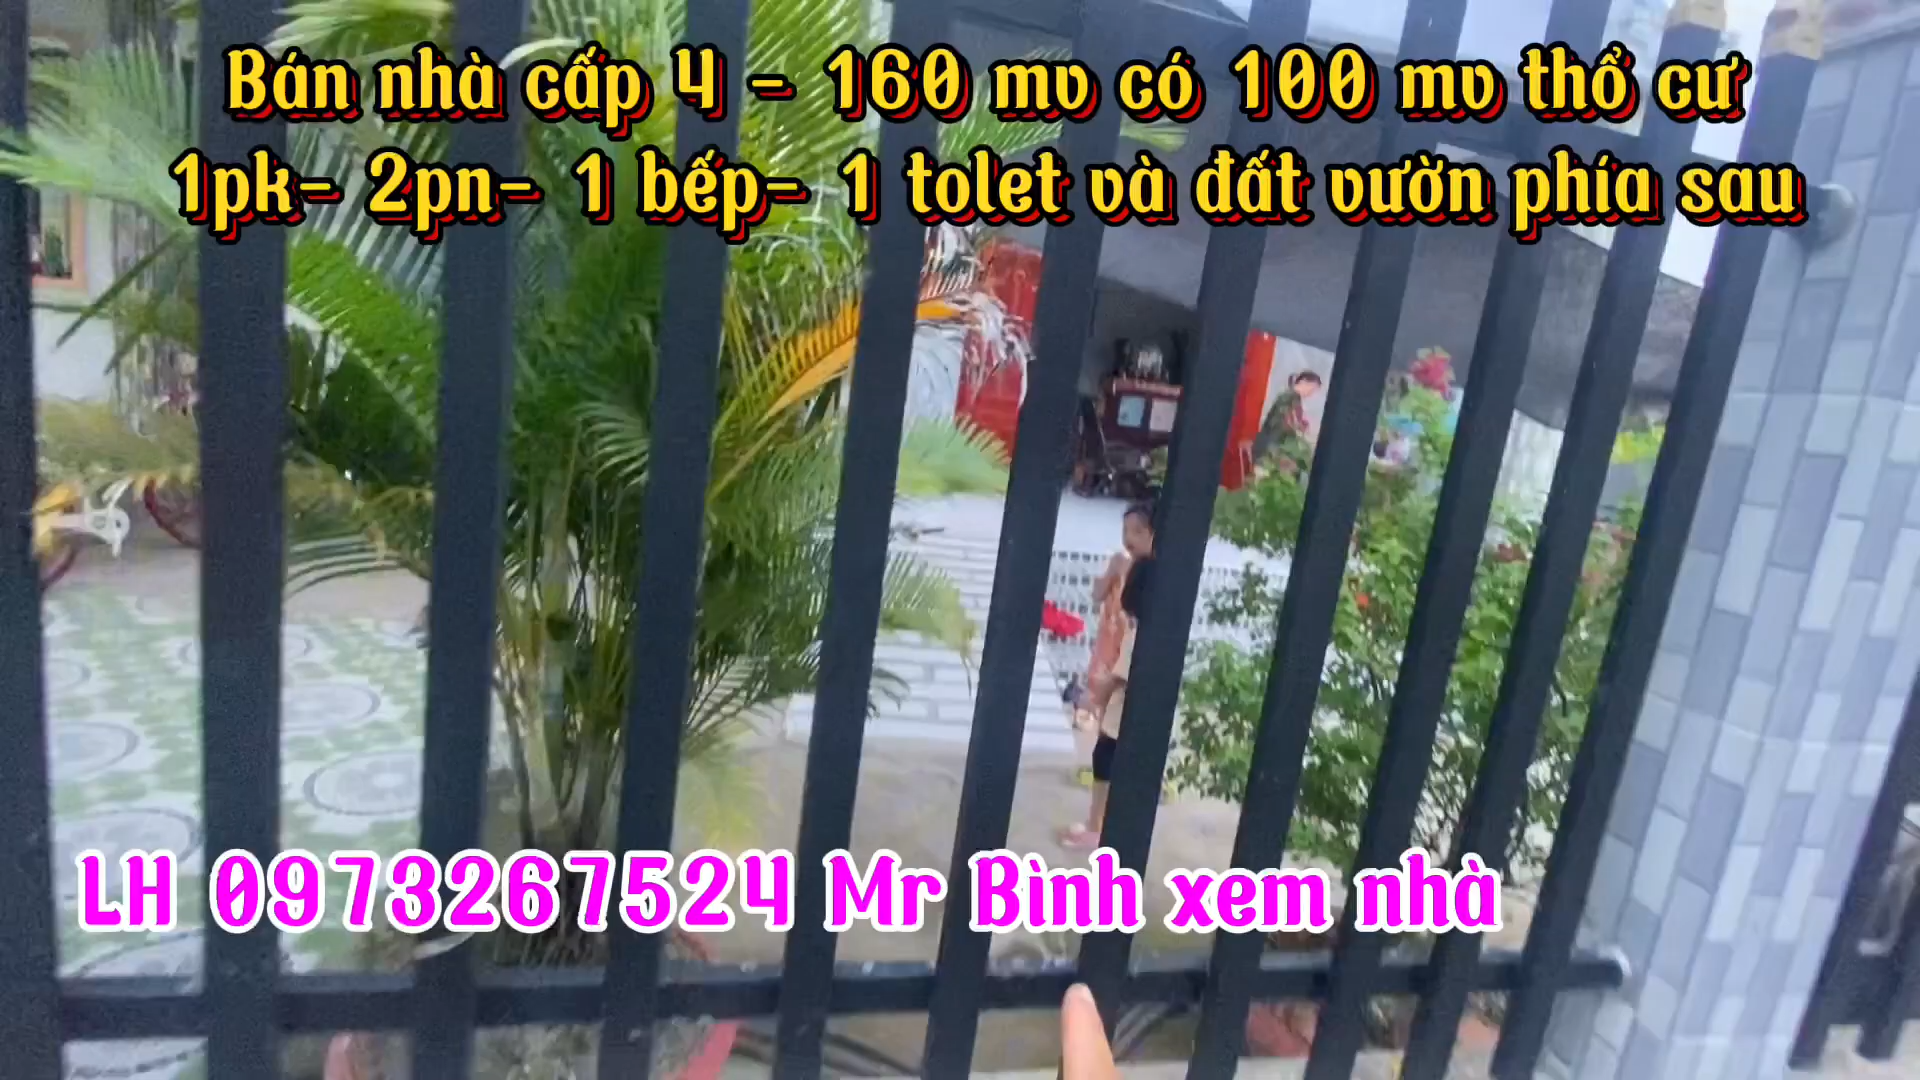 Bán nhà cấp 4 - 160 mv có 100 mv thổ cư
1pk- 2pn- 1 bếp- 1 tolet và đất vườn phía sau
LH 0973267524 Mr Bình xem nhà